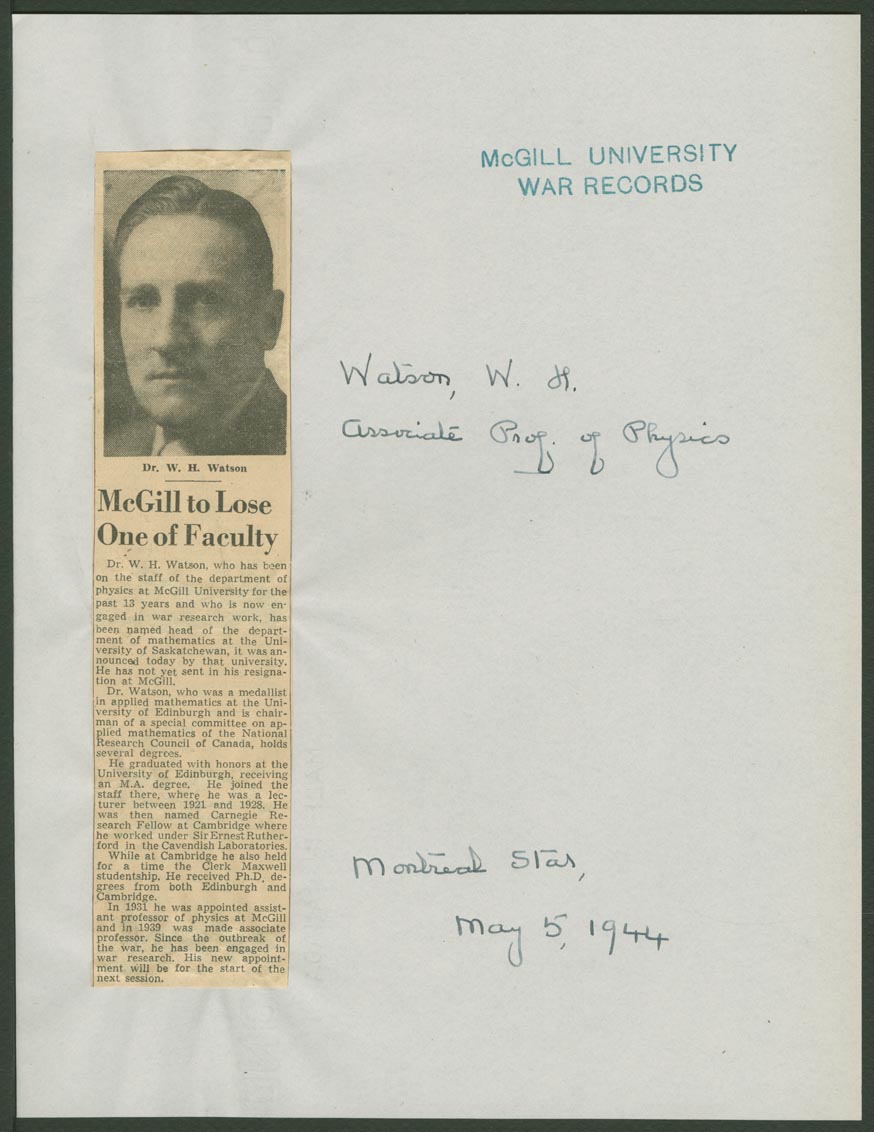 McGILL UNIVERSITY
WAR RECORDS
Watson, W. H.
Associate Prof. of Physics
Dr. W. H. Watson
McGill to Lose
One of Faculty
Dr. W. H. Watson, who has been
on the staff of the department of
physics at McGill University for the
past 13 years and who is now en-
gaged in war research work, has
been named head of the depart-
ment of mathematics at the Uni-
versity of Saskatchewan, it was an-
nounced today by that university.
He has not yet sent in his resigna-
tion at McGill.
Dr. Watson, who was a medallist
in applied mathematics at the Uni-
versity of Edinburgh and is chair-
man of a special committee on ap-
plied mathematics of the National
Research Council of Canada, holds
several degrees.
He graduated with honors at the
University of Edinburgh, receiving
an M.A. degree. He joined the
staff there, where he was a lec-
turer between 1921 and 1928. He
was then named Carnegie Re-
search Fellow at Cambridge where
he worked under Sir Ernest Ruther-
ford in the Cavendish Laboratories.
While at Cambridge he also held
for a time the Clerk Maxwell
studentship. He received Ph.D. de-
grees from both Edinburgh and
Cambridge.
In 1931 he was appointed assist-
ant professor of physics at McGill
and in 1939 was made associate
professor. Since the outbreak of
the war, he has been engaged in
war research. His new appoint-
ment will be for the start of the
next session.
Montreal Star,
May 5, 1944